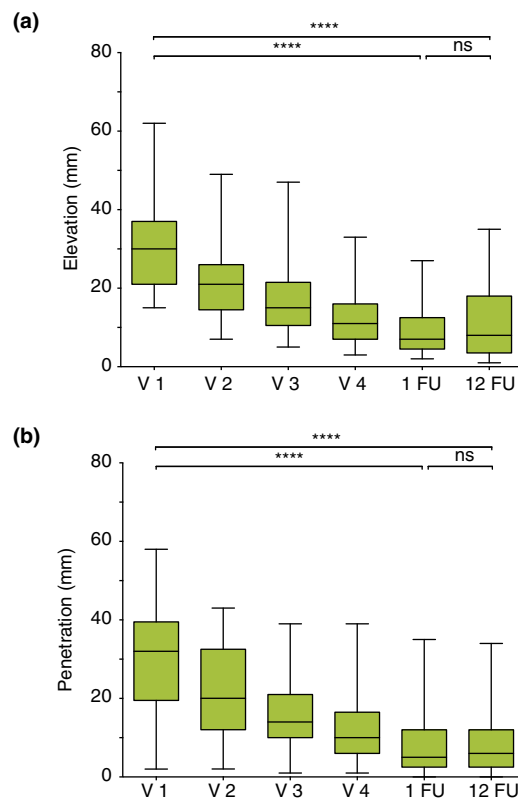 (a)
****
****
ns
80
60
40
20
0
Elevation (mm)
V 1 V 2 V 3 V 4 1 FU 12 FU
(b)
****
****
ns
80
60
40
20
0
Penetration (mm)
V 1 V 2 V 3 V 4 1 FU 12 FU